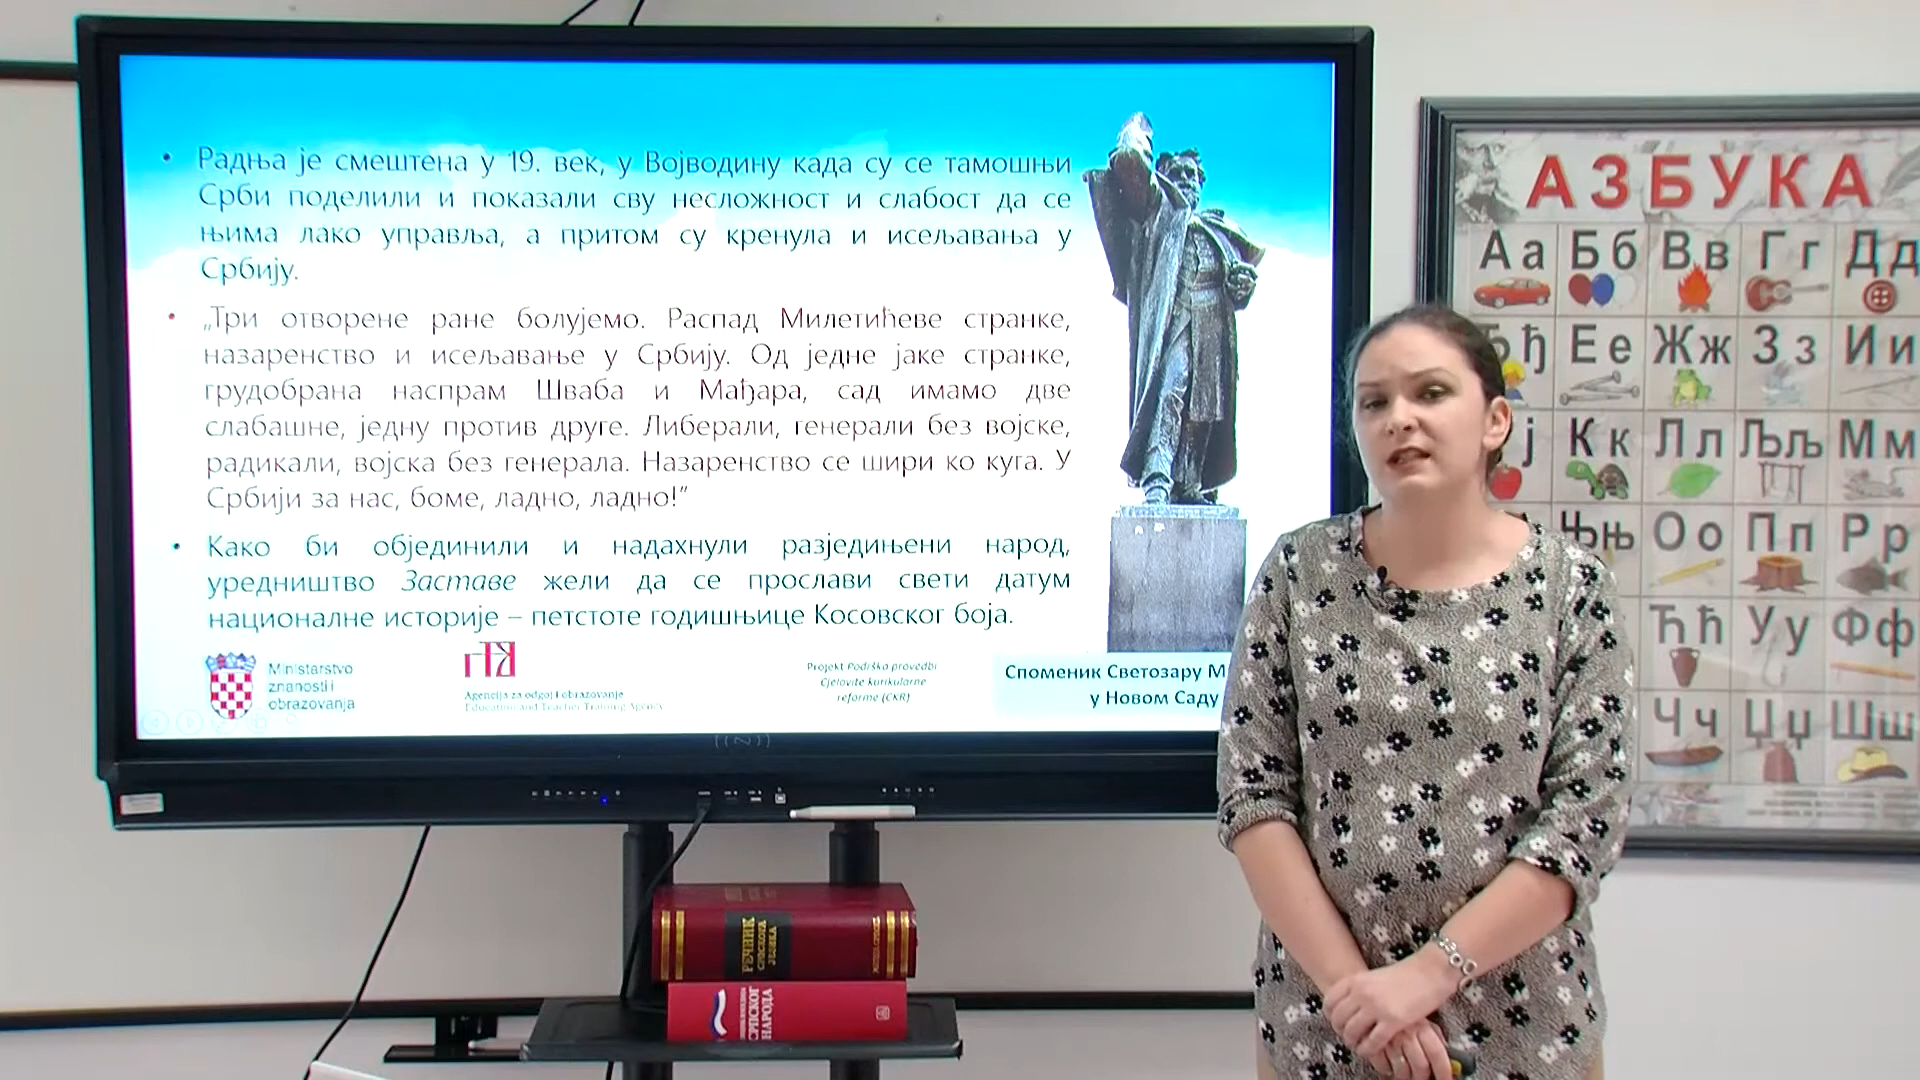 Радња је смештена у 19. век, у Војводину када су се тамошњи
Срби поделили и показали сву несложност и слабост да се
њима лако управља, а притом су кренула и исељавања у
Србију.
„Три отворене ране болујемо. Распад Милетићеве странке,
назаренство и исељавање у Србију. Од једне јаке странке,
грудобрана наспрам Шваба и Мађара, сад имамо две
слабашне, једну против друге. Либерали, генерали без војске,
радикали, војска без генерала. Назаренство се шири ко куга. У
Србији за нас, боме, ладно, ладно!”
Како би објединили и надахнули разједињени народ,
уредништво Заставе жели да се прослави свети датум
националне историје – петстоте годишњице Косовског боја.
Ministarstvo
znanosti i
obrazovanja
Agencija za odgoj i obrazovanje
Education and Teacher Training Agency
Projekt Podrška provedbi
Cjelovite kurikularne
reforme (CKR)
Споменик Светозару М
у Новом Саду
АЗБУКА
Аа Бб Вв Гг Дд
Ђђ Ее Жж Зз Ии
ј Кк Лл Љљ Мм
Њњ Оо Пп Рр
Ћћ Уу Фф
Чч Џџ Шш
РЕЧНИК
СРПСКОГА
ЈЕЗИКА
СРПСКОГ
НАРОДА